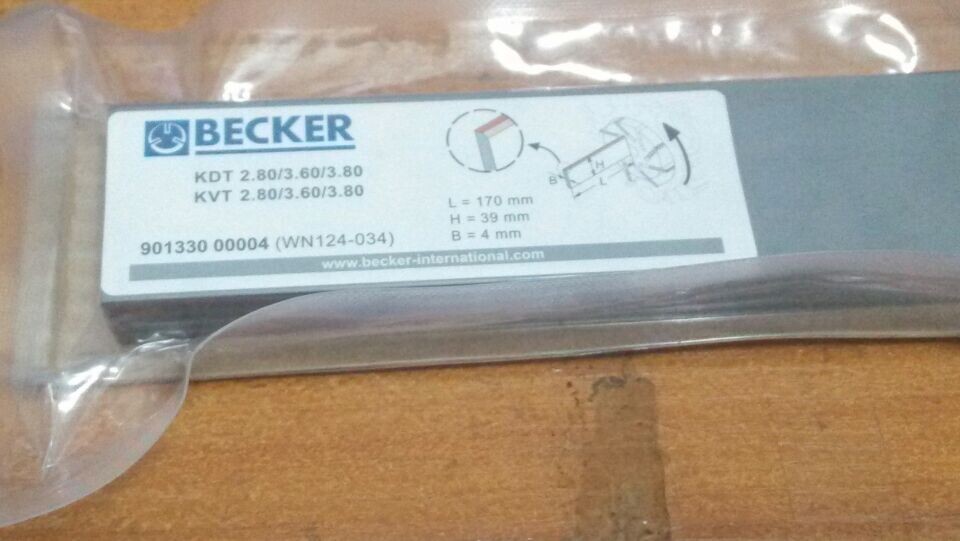 BECKER
KDT 2.80/3.60/3.80
KVT 2.80/3.60/3.80
B
L
H
L = 170 mm
H = 39 mm
B = 4 mm
901330 00004 (WN124-034)
www.becker-international.com